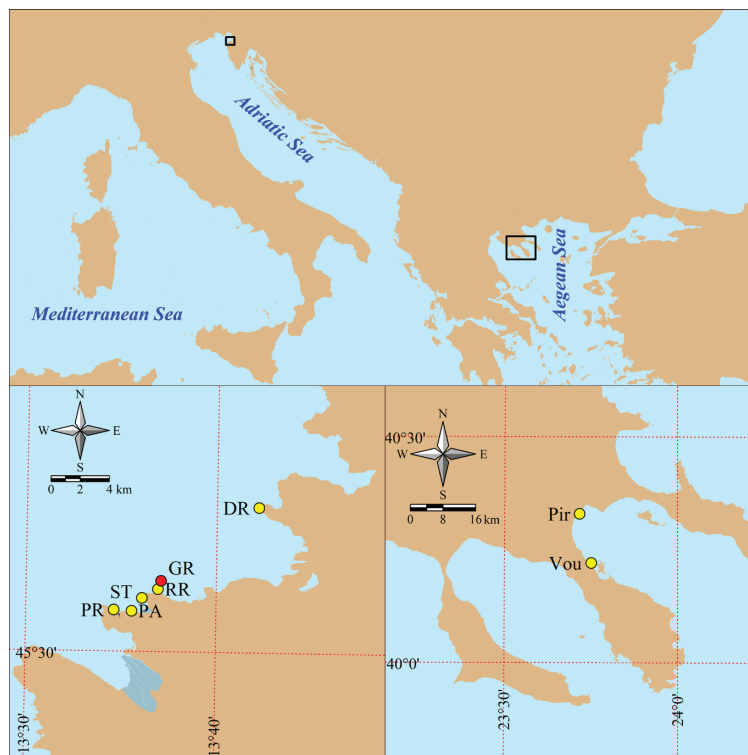 Adriatic Sea
Aegean Sea
Mediterranean Sea
N
W E
S
0 2 4 km
DR
GR
ST RR
PR PA
45°30'
13°30'
13°40'
N
40°30'
W E
S
0 8 16 km
Pir
Vou
40°0'
23°30'
24°0'